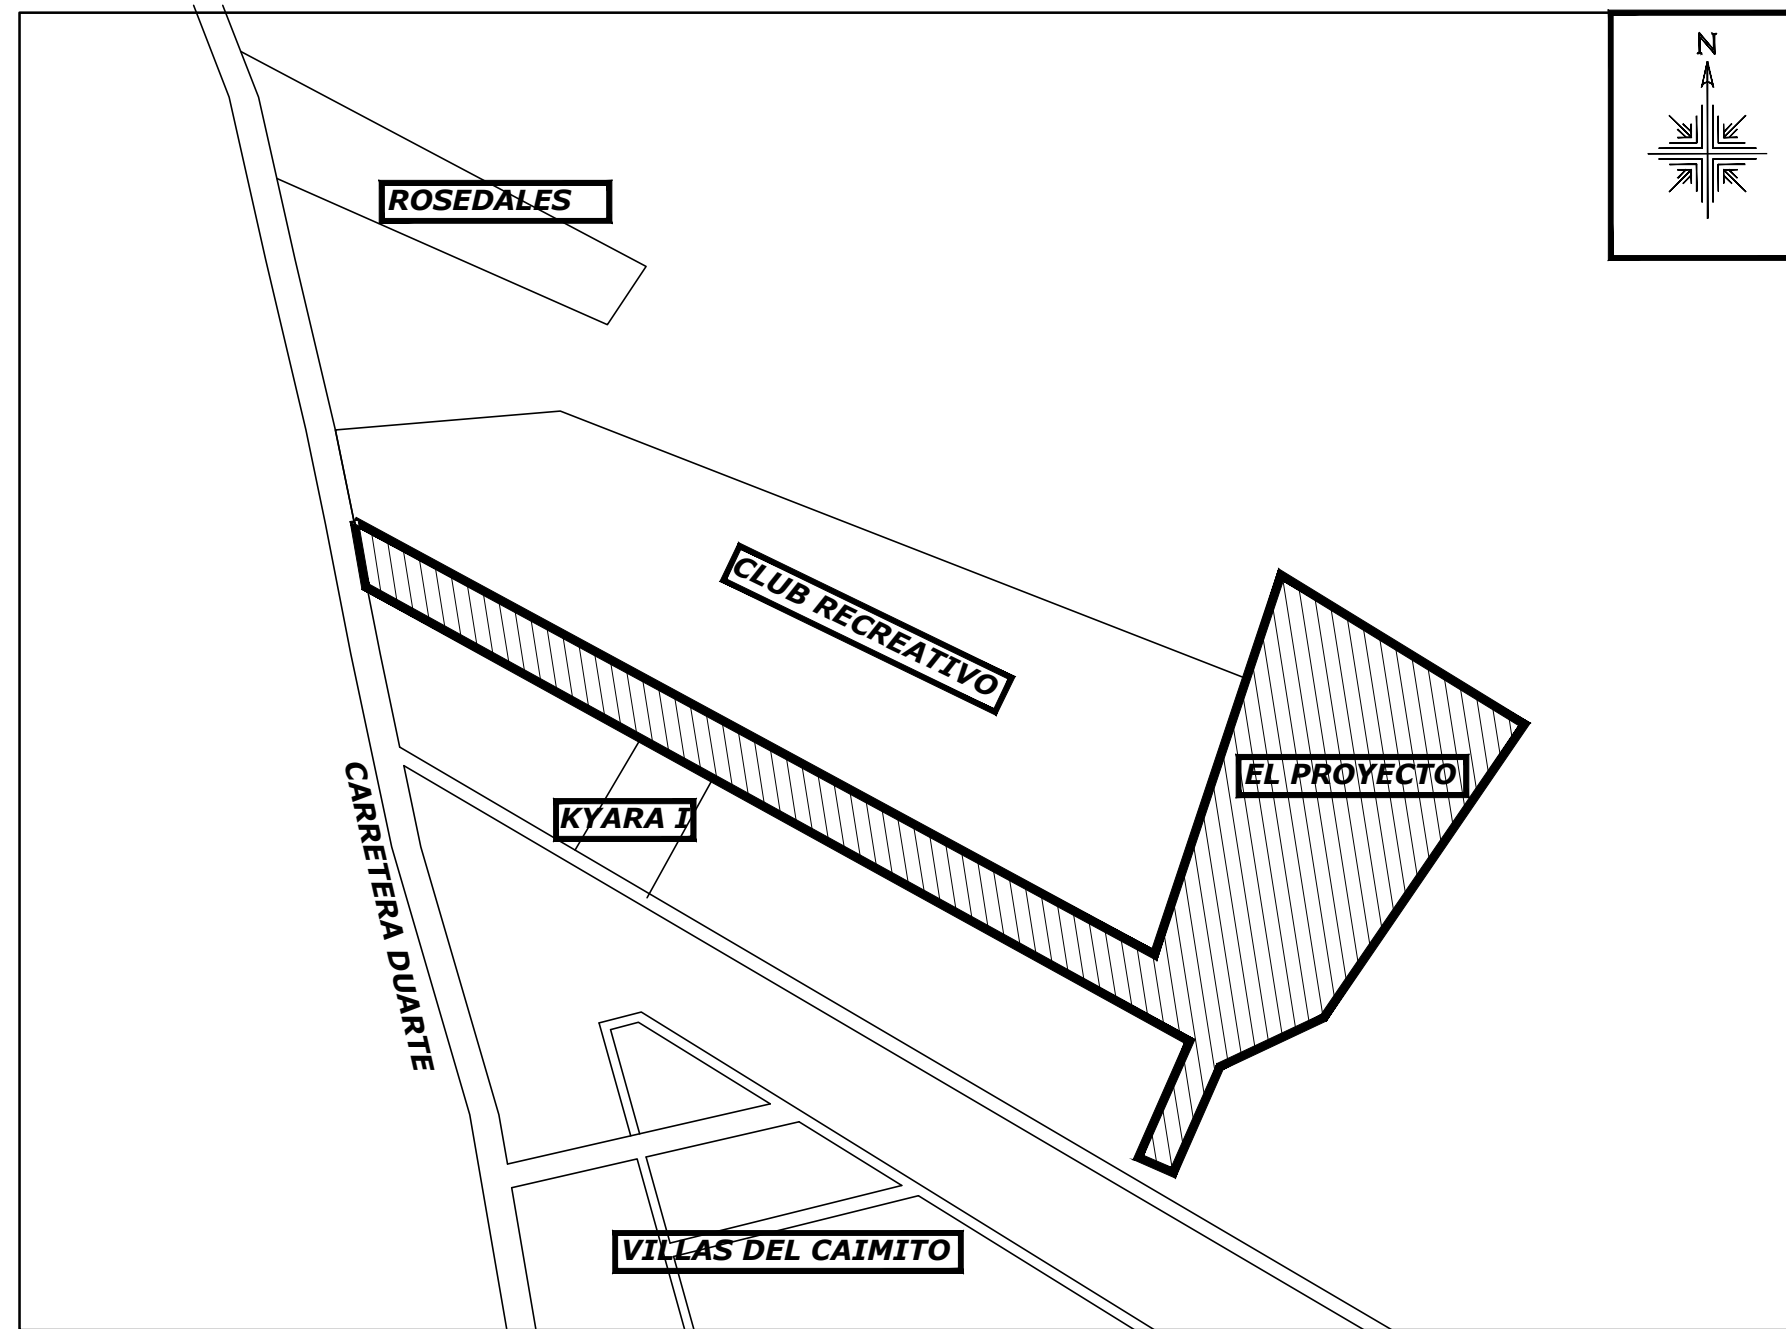 N
ROSEDALES
CLUB RECREATIVO
EL PROYECTO
KYARA I
CARRETERA DUARTE
VILLAS DEL CAIMITO